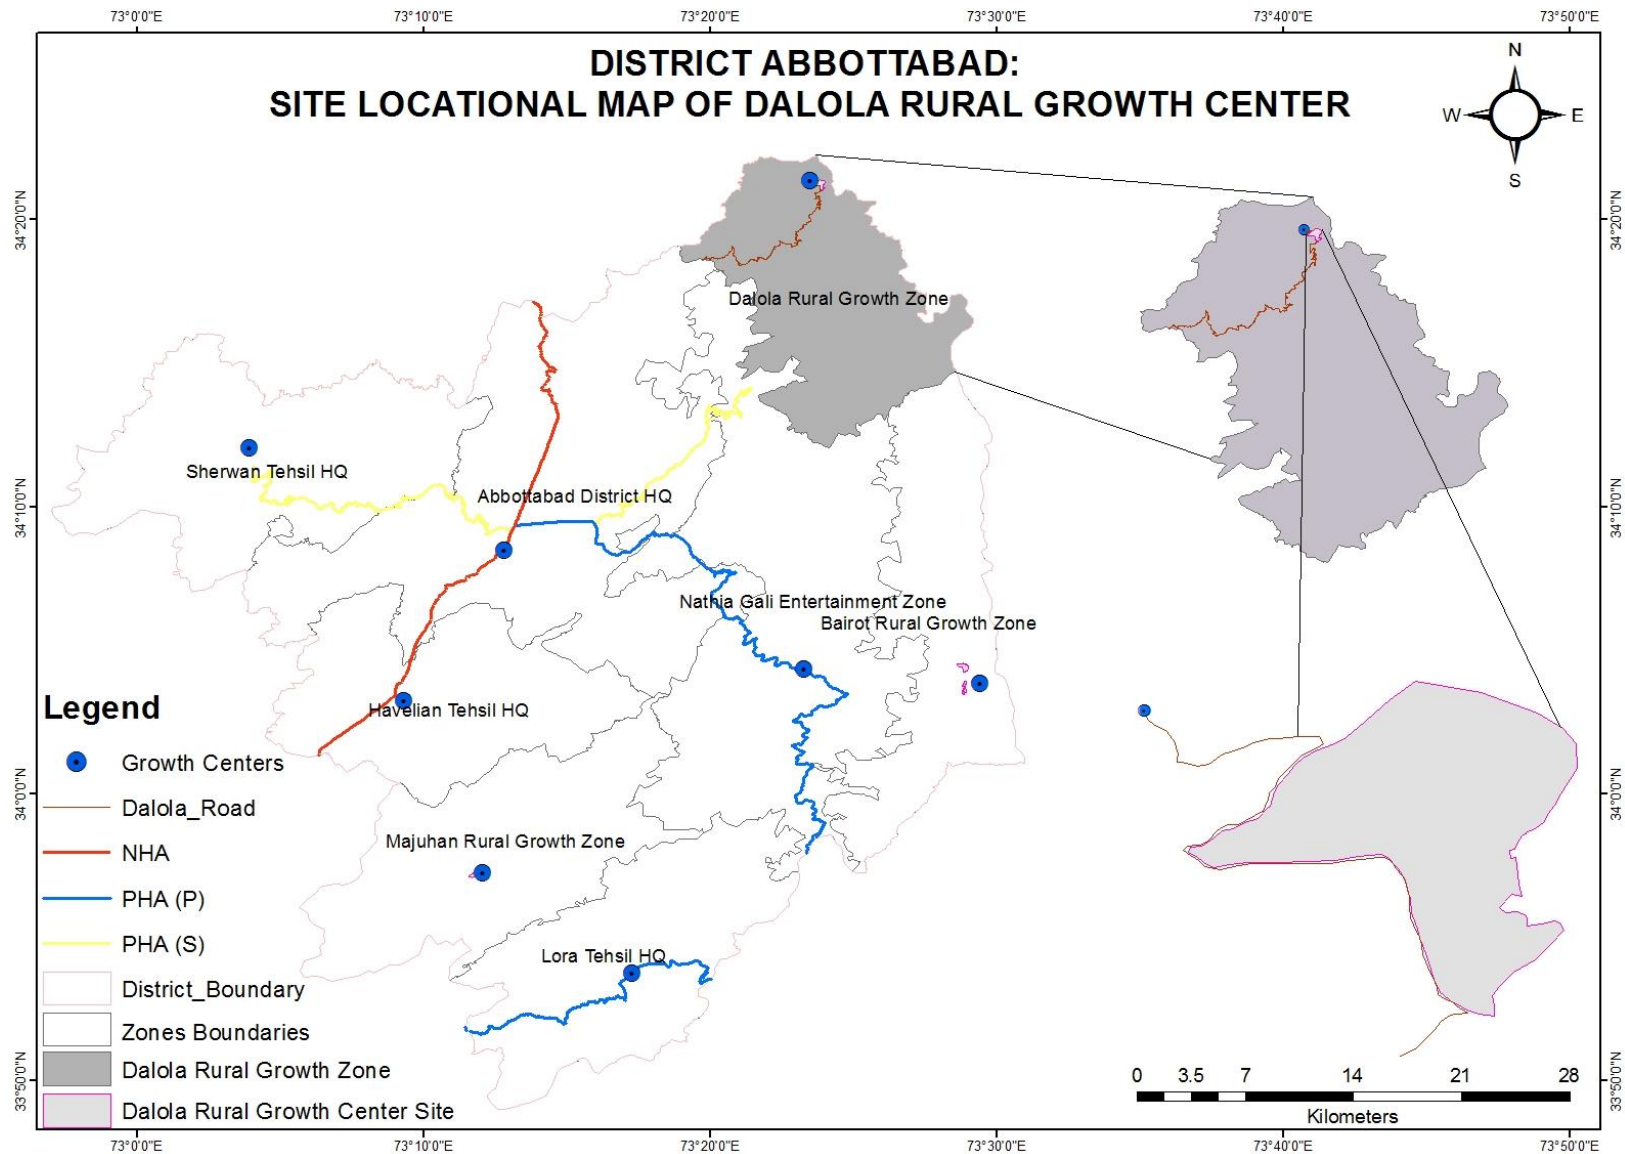 73°0'0"E
73°10'0"E
73°20'0"E
73°30'0"E
73°40'0"E
73°50'0"E
DISTRICT ABBOTTABAD:
SITE LOCATIONAL MAP OF DALOLA RURAL GROWTH CENTER
N
W
E
S
34°20'0"N
34°20'0"N
Dalola Rural Growth Zone
Sherwan Tehsil HQ
Abbottabad District HQ
34°10'0"N
34°10'0"N
Nathia Gali Entertainment Zone
Bairot Rural Growth Zone
Havelian Tehsil HQ
34°0'0"N
34°0'0"N
Majuhan Rural Growth Zone
Lora Tehsil HQ
Legend
Growth Centers
Dalola_Road
NHA
PHA (P)
PHA (S)
District_Boundary
Zones Boundaries
Dalola Rural Growth Zone
Dalola Rural Growth Center Site
33°50'0"N
33°50'0"N
0 3.5 7 14 21 28
Kilometers
73°0'0"E
73°10'0"E
73°20'0"E
73°30'0"E
73°40'0"E
73°50'0"E